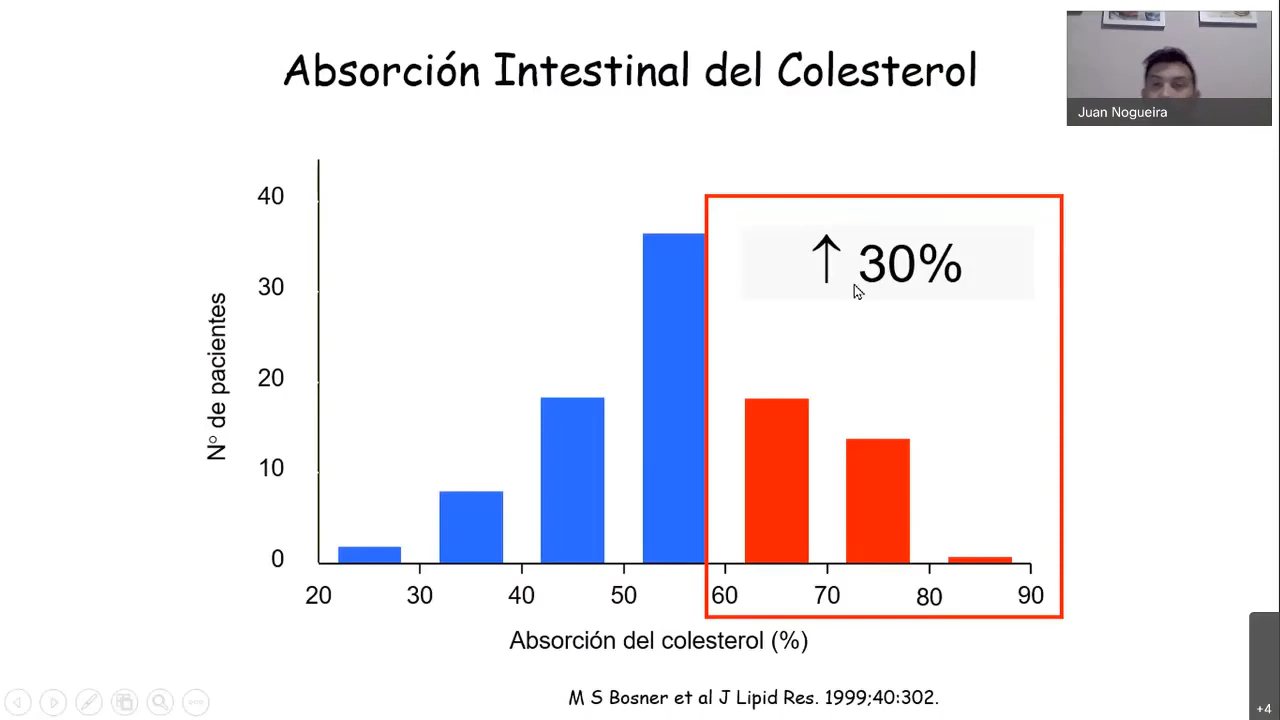 Absorción Intestinal del Colesterol
Juan Nogueira
40
30
20
10
0
Nº de pacientes
↑ 30%
20 30 40 50 60 70 80 90
Absorción del colesterol (%)
M S Bosner et al J Lipid Res. 1999;40:302.
+4